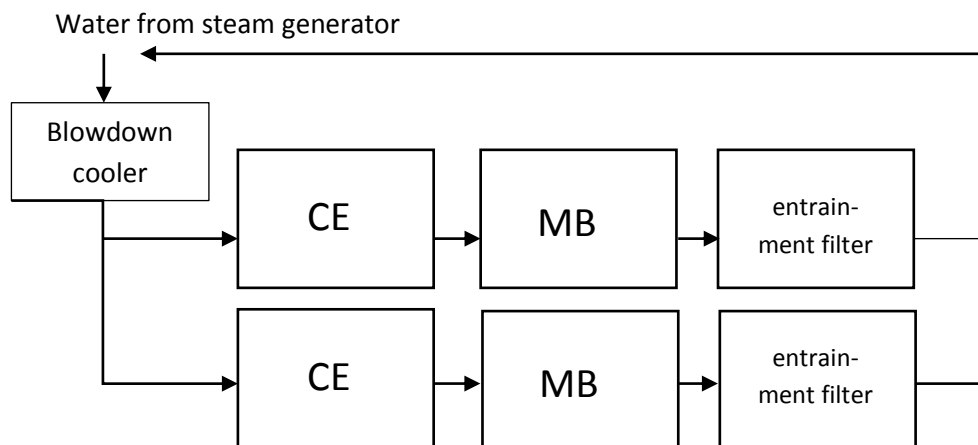 Water from steam generator
Blowdown
cooler
CE
MB
entrain-
ment filter
CE
MB
entrain-
ment filter